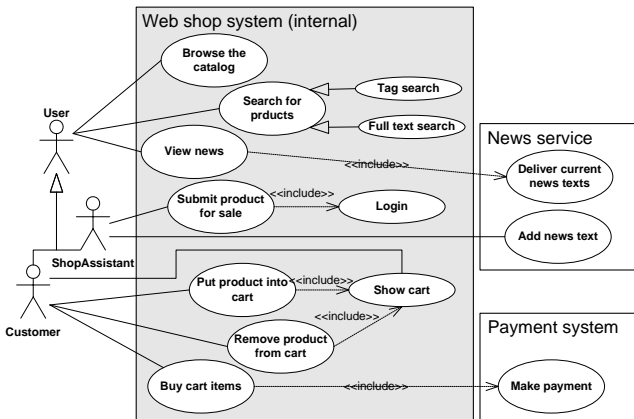 Web shop system (internal)
Browse the
catalog
Tag search
User
Search for
prducts
Full text search
News service
View news
<<include>>
Deliver current
news texts
Submit product
for sale
<<include>>
Login
Add news text
ShopAssistant
Put product into
cart
<<include>>
Show cart
<<include>>
Customer
Remove product
from cart
Payment system
Buy cart items
<<include>>
Make payment